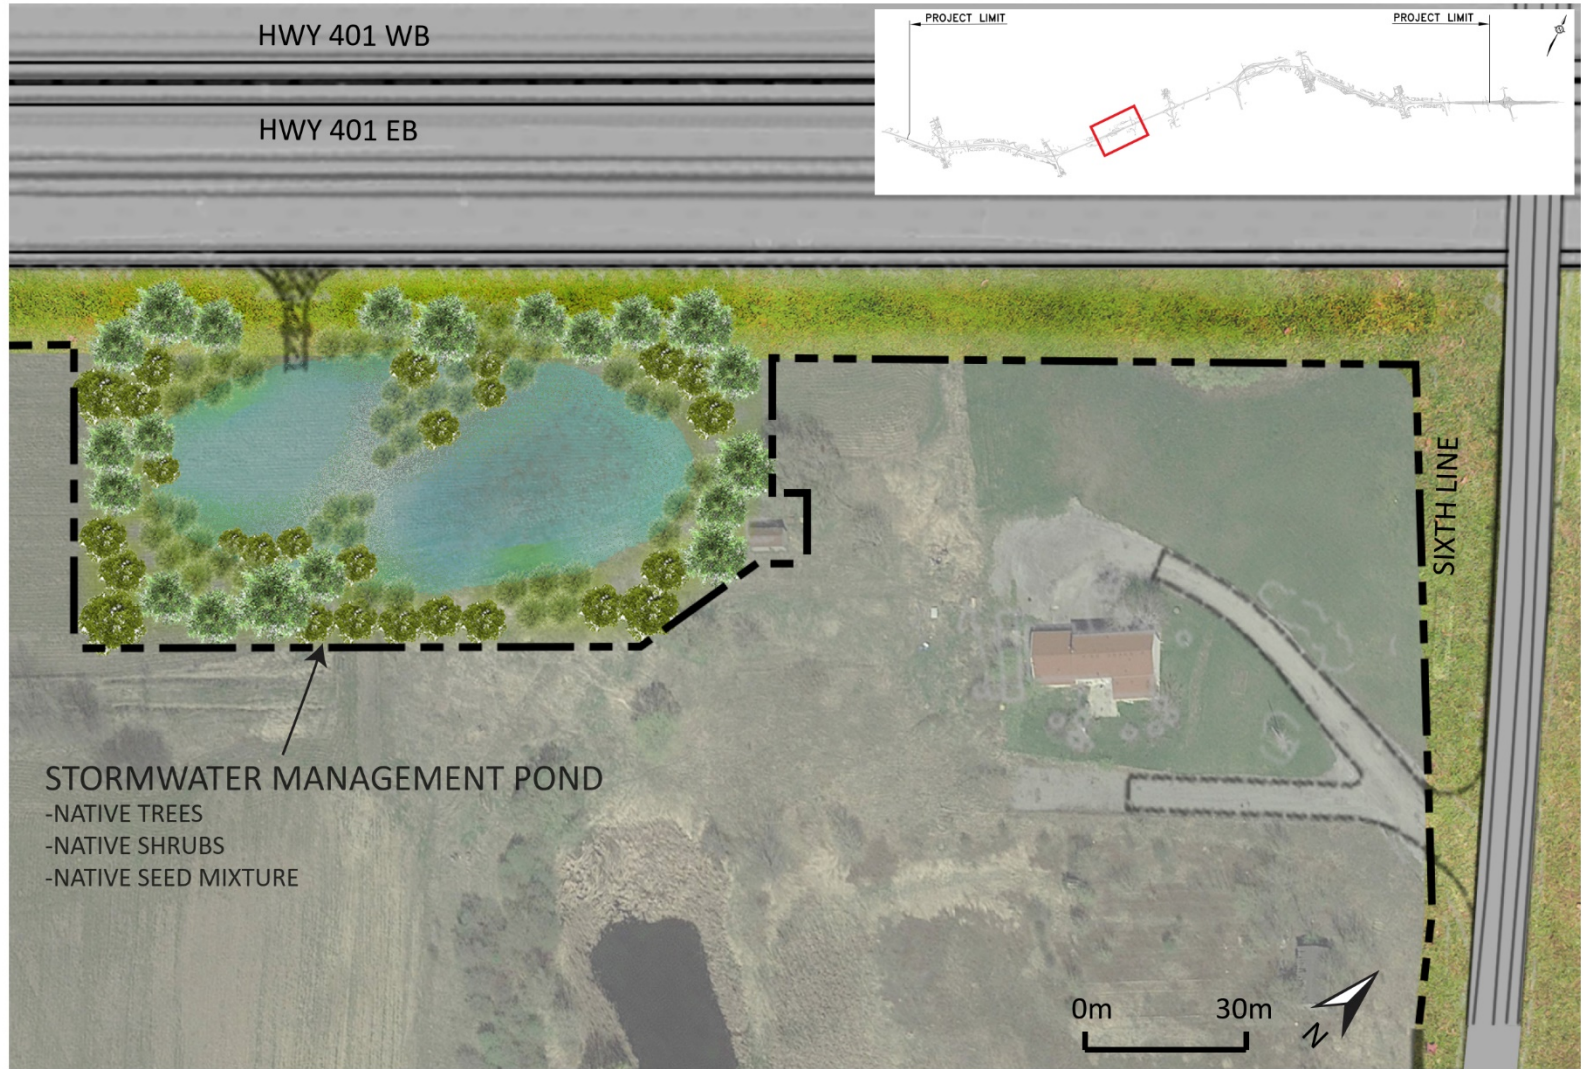 HWY 401 WB
PROJECT LIMIT
PROJECT LIMIT
HWY 401 EB
SIXTH LINE
STORMWATER MANAGEMENT POND
-NATIVE TREES
-NATIVE SHRUBS
-NATIVE SEED MIXTURE
0m
30m
N